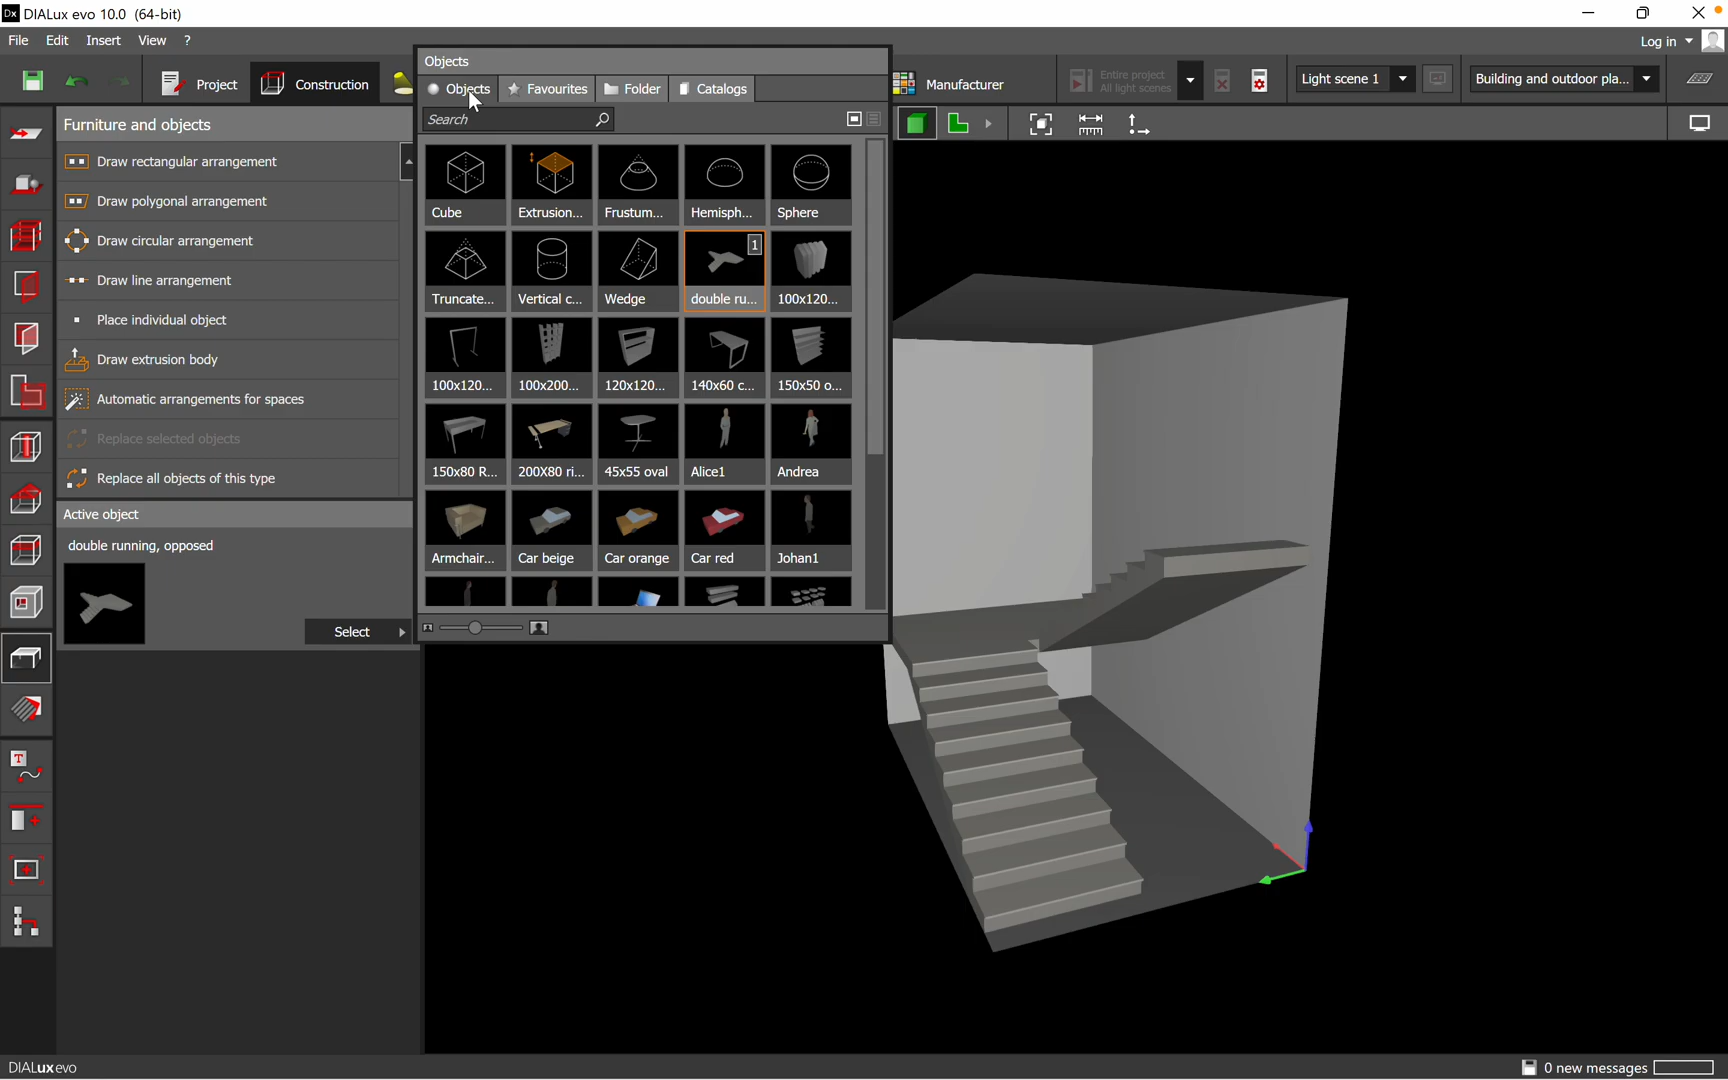 Dx DIALux evo 10.0 (64-bit)
File Edit Insert View ?
Log in
Project
Construction
Manufacturer
Entire project
All light scenes
Light scene 1
Building and outdoor pla...
Furniture and objects
Draw rectangular arrangement
Draw polygonal arrangement
Draw circular arrangement
Draw line arrangement
Place individual object
Draw extrusion body
Automatic arrangements for spaces
Replace selected objects
Replace all objects of this type
Active object
double running, opposed
Select
Objects
Objects Favourites Folder Catalogs
Search
Cube Extrusion... Frustum... Hemisph... Sphere
1
Truncate... Vertical c... Wedge double ru... 100x120...
100x120... 100x200... 120x120... 140x60 c... 150x50 o...
150x80 R... 200X80 ri... 45x55 oval Alice1 Andrea
Armchair... Car beige Car orange Car red Johan1
T
DIALux evo
0 new messages